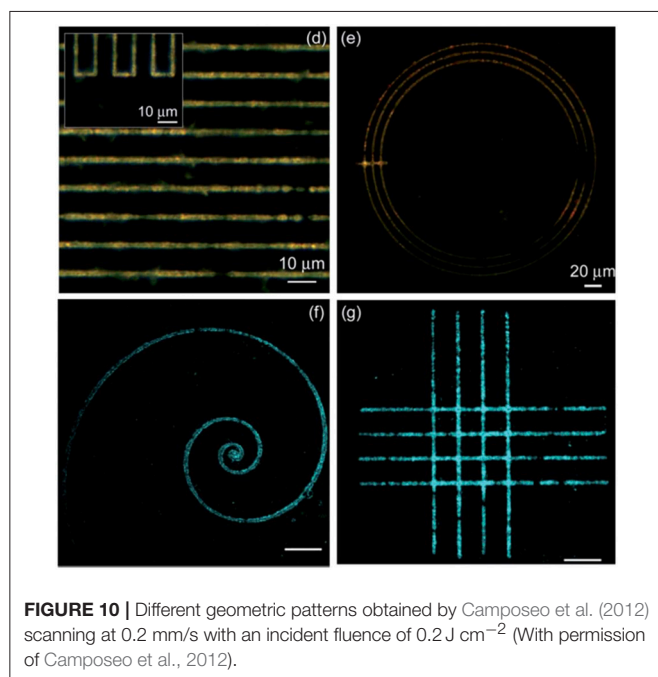 (d)
10 μm
10 μm
(e)
20 μm
(f)
(g)
FIGURE 10 | Different geometric patterns obtained by Camposeo et al. (2012)
scanning at 0.2 mm/s with an incident fluence of 0.2 J cm⁻² (With permission
of Camposeo et al., 2012).